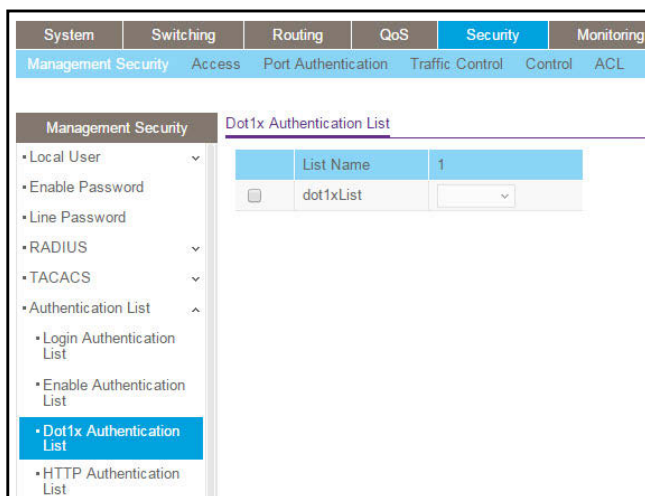 System Switching Routing QoS Security Monitoring
Management Security Access Port Authentication Traffic Control Control ACL
Management Security
Dot1x Authentication List
Local User
List Name 1
Enable Password
dot1xList
Line Password
RADIUS
TACACS
Authentication List
Login Authentication
List
Enable Authentication
List
Dot1x Authentication
List
HTTP Authentication
List